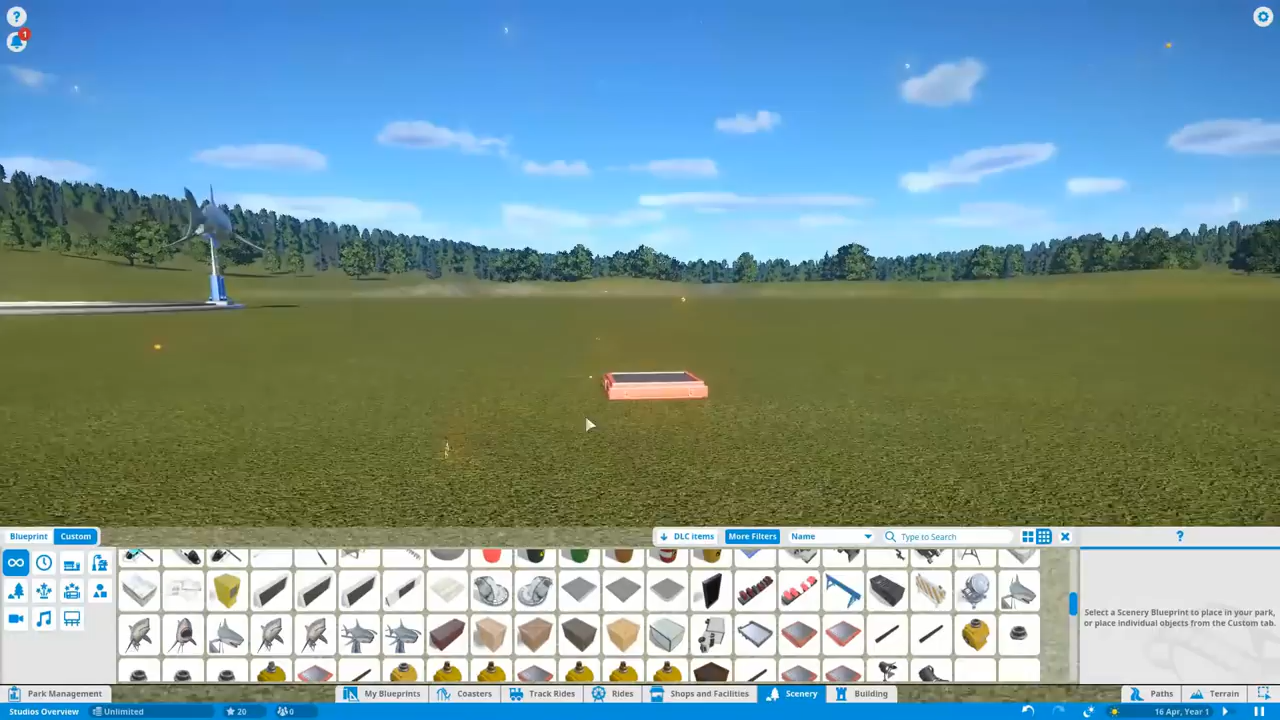 ?
1
Blueprint
Custom
DLC items
More Filters
Name
Type to Search
?
Select a Scenery Blueprint to place in your park,
or place individual objects from the Custom tab.
Park Management
My Blueprints
Coasters
Track Rides
Rides
Shops and Facilities
Scenery
Building
Paths
Terrain
Studios Overview
Unlimited
20
0
16 Apr, Year 1